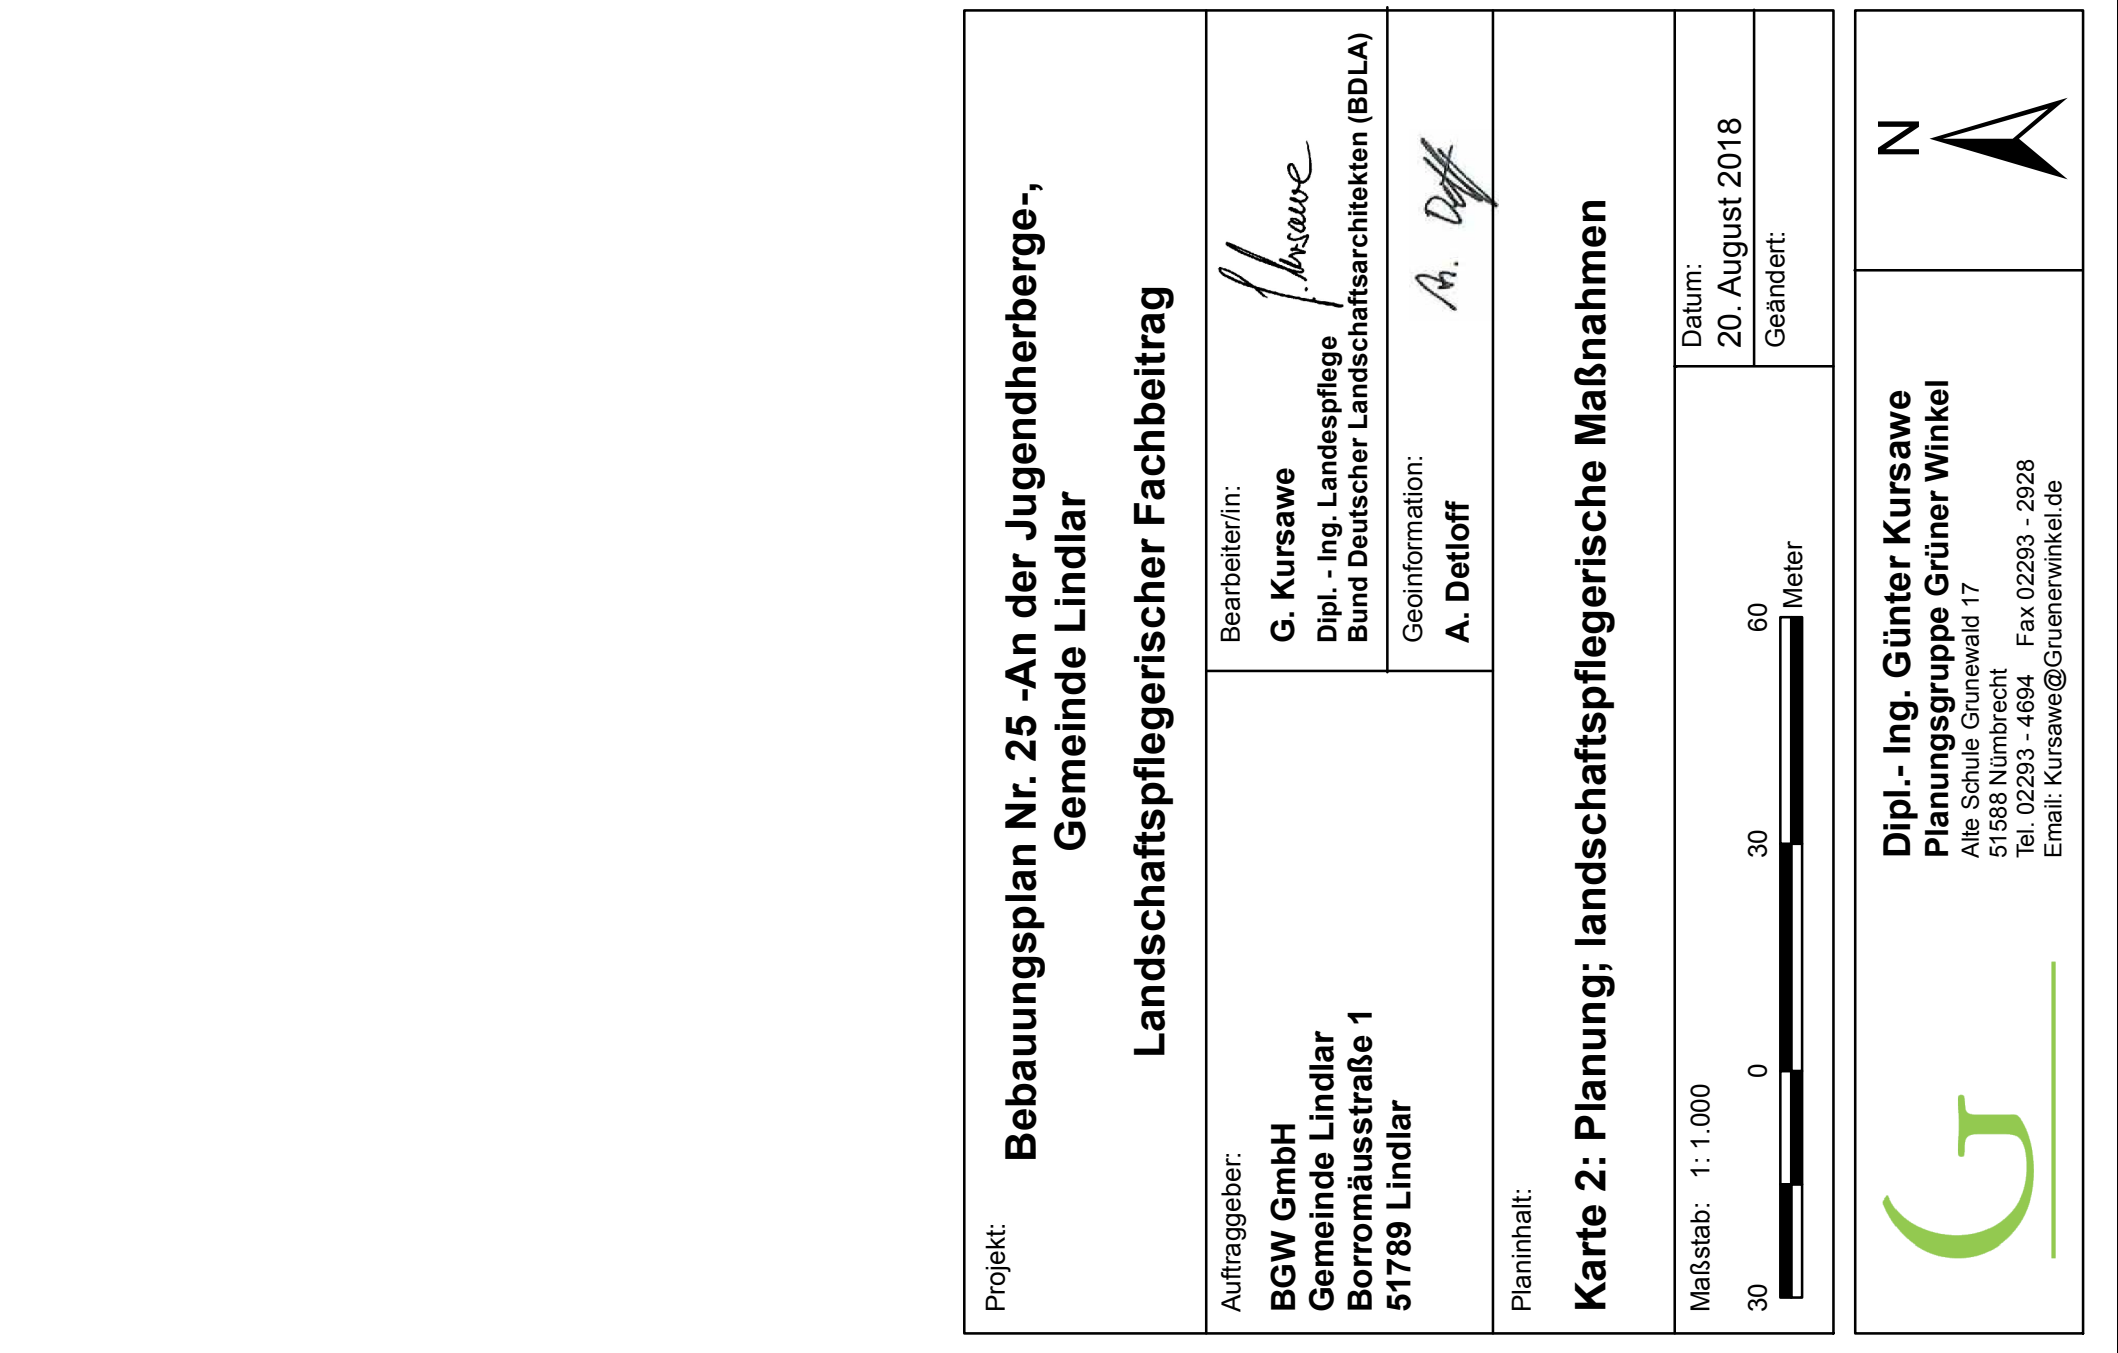 Projekt:
Bebauungsplan Nr. 25 -An der Jugendherberge-,
Gemeinde Lindlar
Landschaftspflegerischer Fachbeitrag
Auftraggeber:
BGW GmbH
Gemeinde Lindlar
Borromäusstraße 1
51789 Lindlar
Bearbeiter/in:
G. Kursawe
Dipl. - Ing. Landespflege
Bund Deutscher Landschaftsarchitekten (BDLA)
Kursawe
Geoinformation:
A. Detloff
Planinhalt:
Karte 2: Planung; landschaftspflegerische Maßnahmen
Maßstab: 1: 1.000
30 0 30 60
Meter
Datum:
20. August 2018
Geändert:
G
Dipl.- Ing. Günter Kursawe
Planungsgruppe Grüner Winkel
Alte Schule Grunewald 17
51588 Nümbrecht
Tel. 02293 - 4694 Fax 02293 - 2928
Email: Kursawe@Gruenerwinkel.de
N